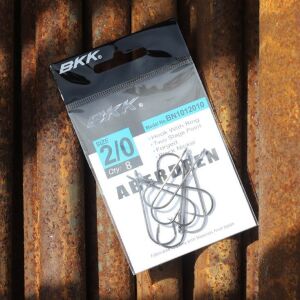 BKK.
BKK.
Model No. BN1012010
SIZE
2/0
Qty: 8
• Hook With Ring
• Two Stage Point
• Forged
ABERDEEN